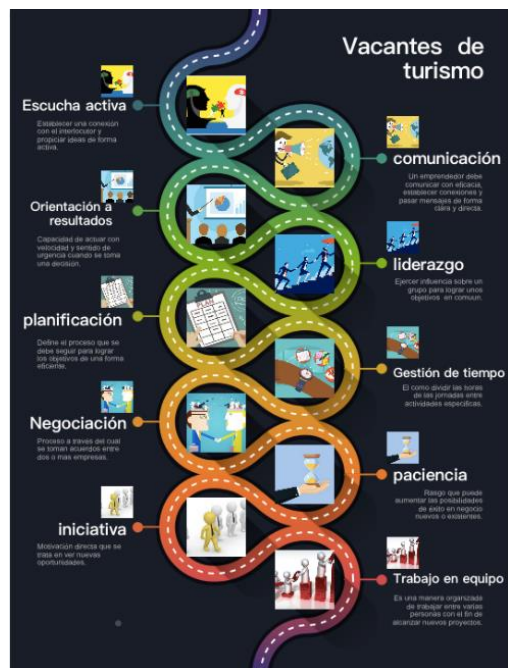 Vacantes de
turismo
Escucha activa
Establecer una conexión
con el interlocutor y
propiciar ideas de forma
activa.
comunicación
Un emprendedor debe
comunicar con eficacia,
establecer conexiones y
pasar mensajes de forma
clara y directa.
Orientación a
resultados
Capacidad de actuar con
velocidad y sentido de
urgencia cuando se toma
una decisión.
liderazgo
Ejercer influencia sobre un
grupo para lograr unos
objetivos en comuun.
planificación
Define el proceso que se
debe seguir para lograr
los objetivos de una forma
eficiente.
Gestión de tiempo
El como dividir las horas
de las jornadas entre
actividades especificas.
Negociación
Proceso a traves del cual
se toman acuerdos entre
dos o mas empresas.
paciencia
Rasgo que puede
aumentar las posibilidades
de éxito en negocio
nuevos o existentes.
iniciativa
Motivación directa que se
trata en ver nuevas
oportunidades.
Trabajo en equipo
Es una manera organizada
de trabajar entre varias
personas con el fin de
alcanzar nuevos proyectos.